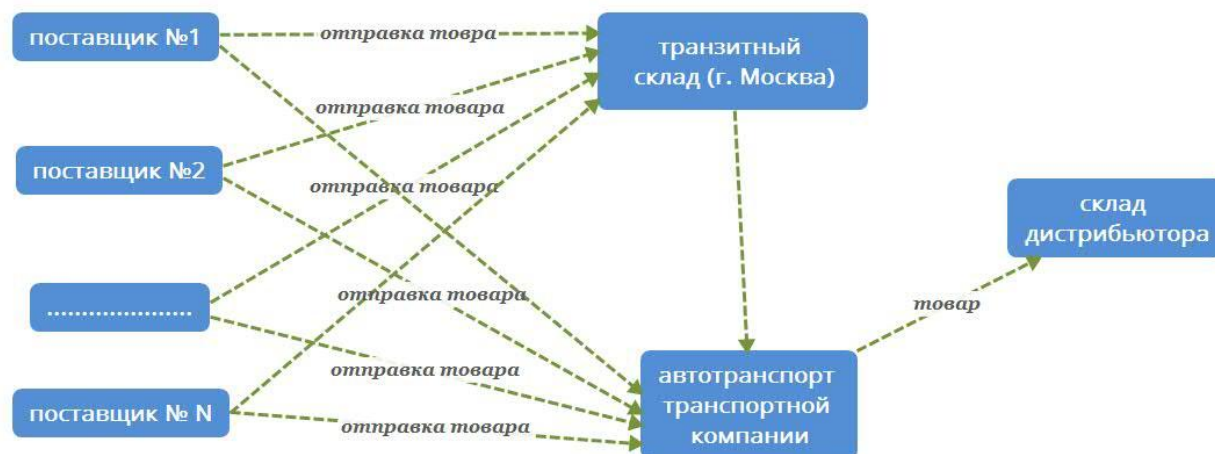 поставщик №1
отправка товра
транзитный
склад (г. Москва)
отправка товара
поставщик №2
отправка товара
склад
дистрибьютора
отправка товара
товар
.....................
отправка товара
автотранспорт
транспортной
компании
поставщик № N
отправка товара